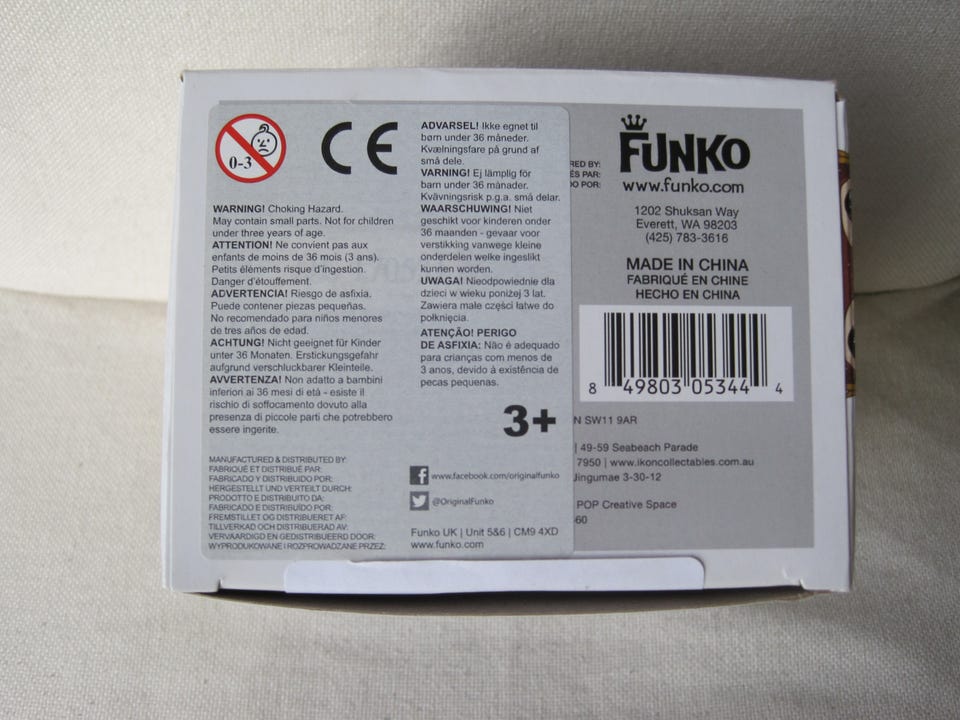 0-3
CE
WARNING! Choking Hazard.
May contain small parts. Not for children
under three years of age.
ATTENTION! Ne convient pas aux
enfants de moins de 36 mois (3 ans).
Petits éléments risque d'ingestion.
Danger d'étouffement.
ADVERTENCIA! Riesgo de asfixia.
Puede contener piezas pequeñas.
No recomendado para niños menores
de tres años de edad.
ACHTUNG! Nicht geeignet für Kinder
unter 36 Monaten. Erstickungsgefahr
aufgrund verschluckbarer Kleinteile.
AVVERTENZA! Non adatto a bambini
inferiori ai 36 mesi di età - esiste il
rischio di soffocamento dovuto alla
presenza di piccole parti che potrebbero
essere ingerite.
ADVARSEL! Ikke egnet til
børn under 36 måneder.
Kvælningsfare på grund af
små dele.
VARNING! Ej lämplig för
barn under 36 månader.
Kvävningsrisk p.g.a. små delar.
WAARSCHUWING! Niet
geschikt voor kinderen onder
36 maanden - gevaar voor
verstikking vanwege kleine
onderdelen welke ingeslikt
kunnen worden.
UWAGA! Nieodpowiednie dla
dzieci w wieku poniżej 3 lat.
Zawiera małe części łatwe do
połknięcia.
ATENÇÃO! PERIGO
DE ASFIXIA: Não é adequado
para crianças com menos de
3 anos, devido à existência de
pecas pequenas.
3+
MANUFACTURED & DISTRIBUTED BY:
FABRIQUÉ ET DISTRIBUÉ PAR:
FABRICADO Y DISTRIBUIDO POR:
HERGESTELLT UND VERTEILT DURCH:
PRODOTTO E DISTRIBUITO DA:
FABRICADO E DISTRIBUÍDO POR:
FREMSTILLET OG DISTRIBUERET AF:
TILLVERKAD OCH DISTRIBUERAD AV:
VERVAARDIGD EN GEDISTRIBUEERD DOOR:
WYPRODUKOWANE I ROZPROWADZANE PRZEZ:
www.facebook.com/originalfunko
@OriginalFunko
Funko UK | Unit 5&6 | CM9 4XD
www.funko.com
RED BY:
ÉS PAR:
DO POR:
FUNKO
www.funko.com
1202 Shuksan Way
Everett, WA 98203
(425) 783-3616
MADE IN CHINA
FABRIQUÉ EN CHINE
HECHO EN CHINA
8 49803 05344 4
N SW11 9AR
| 49-59 Seabeach Parade
7950 | www.ikoncollectables.com.au
Jingumae 3-30-12
POP Creative Space
60